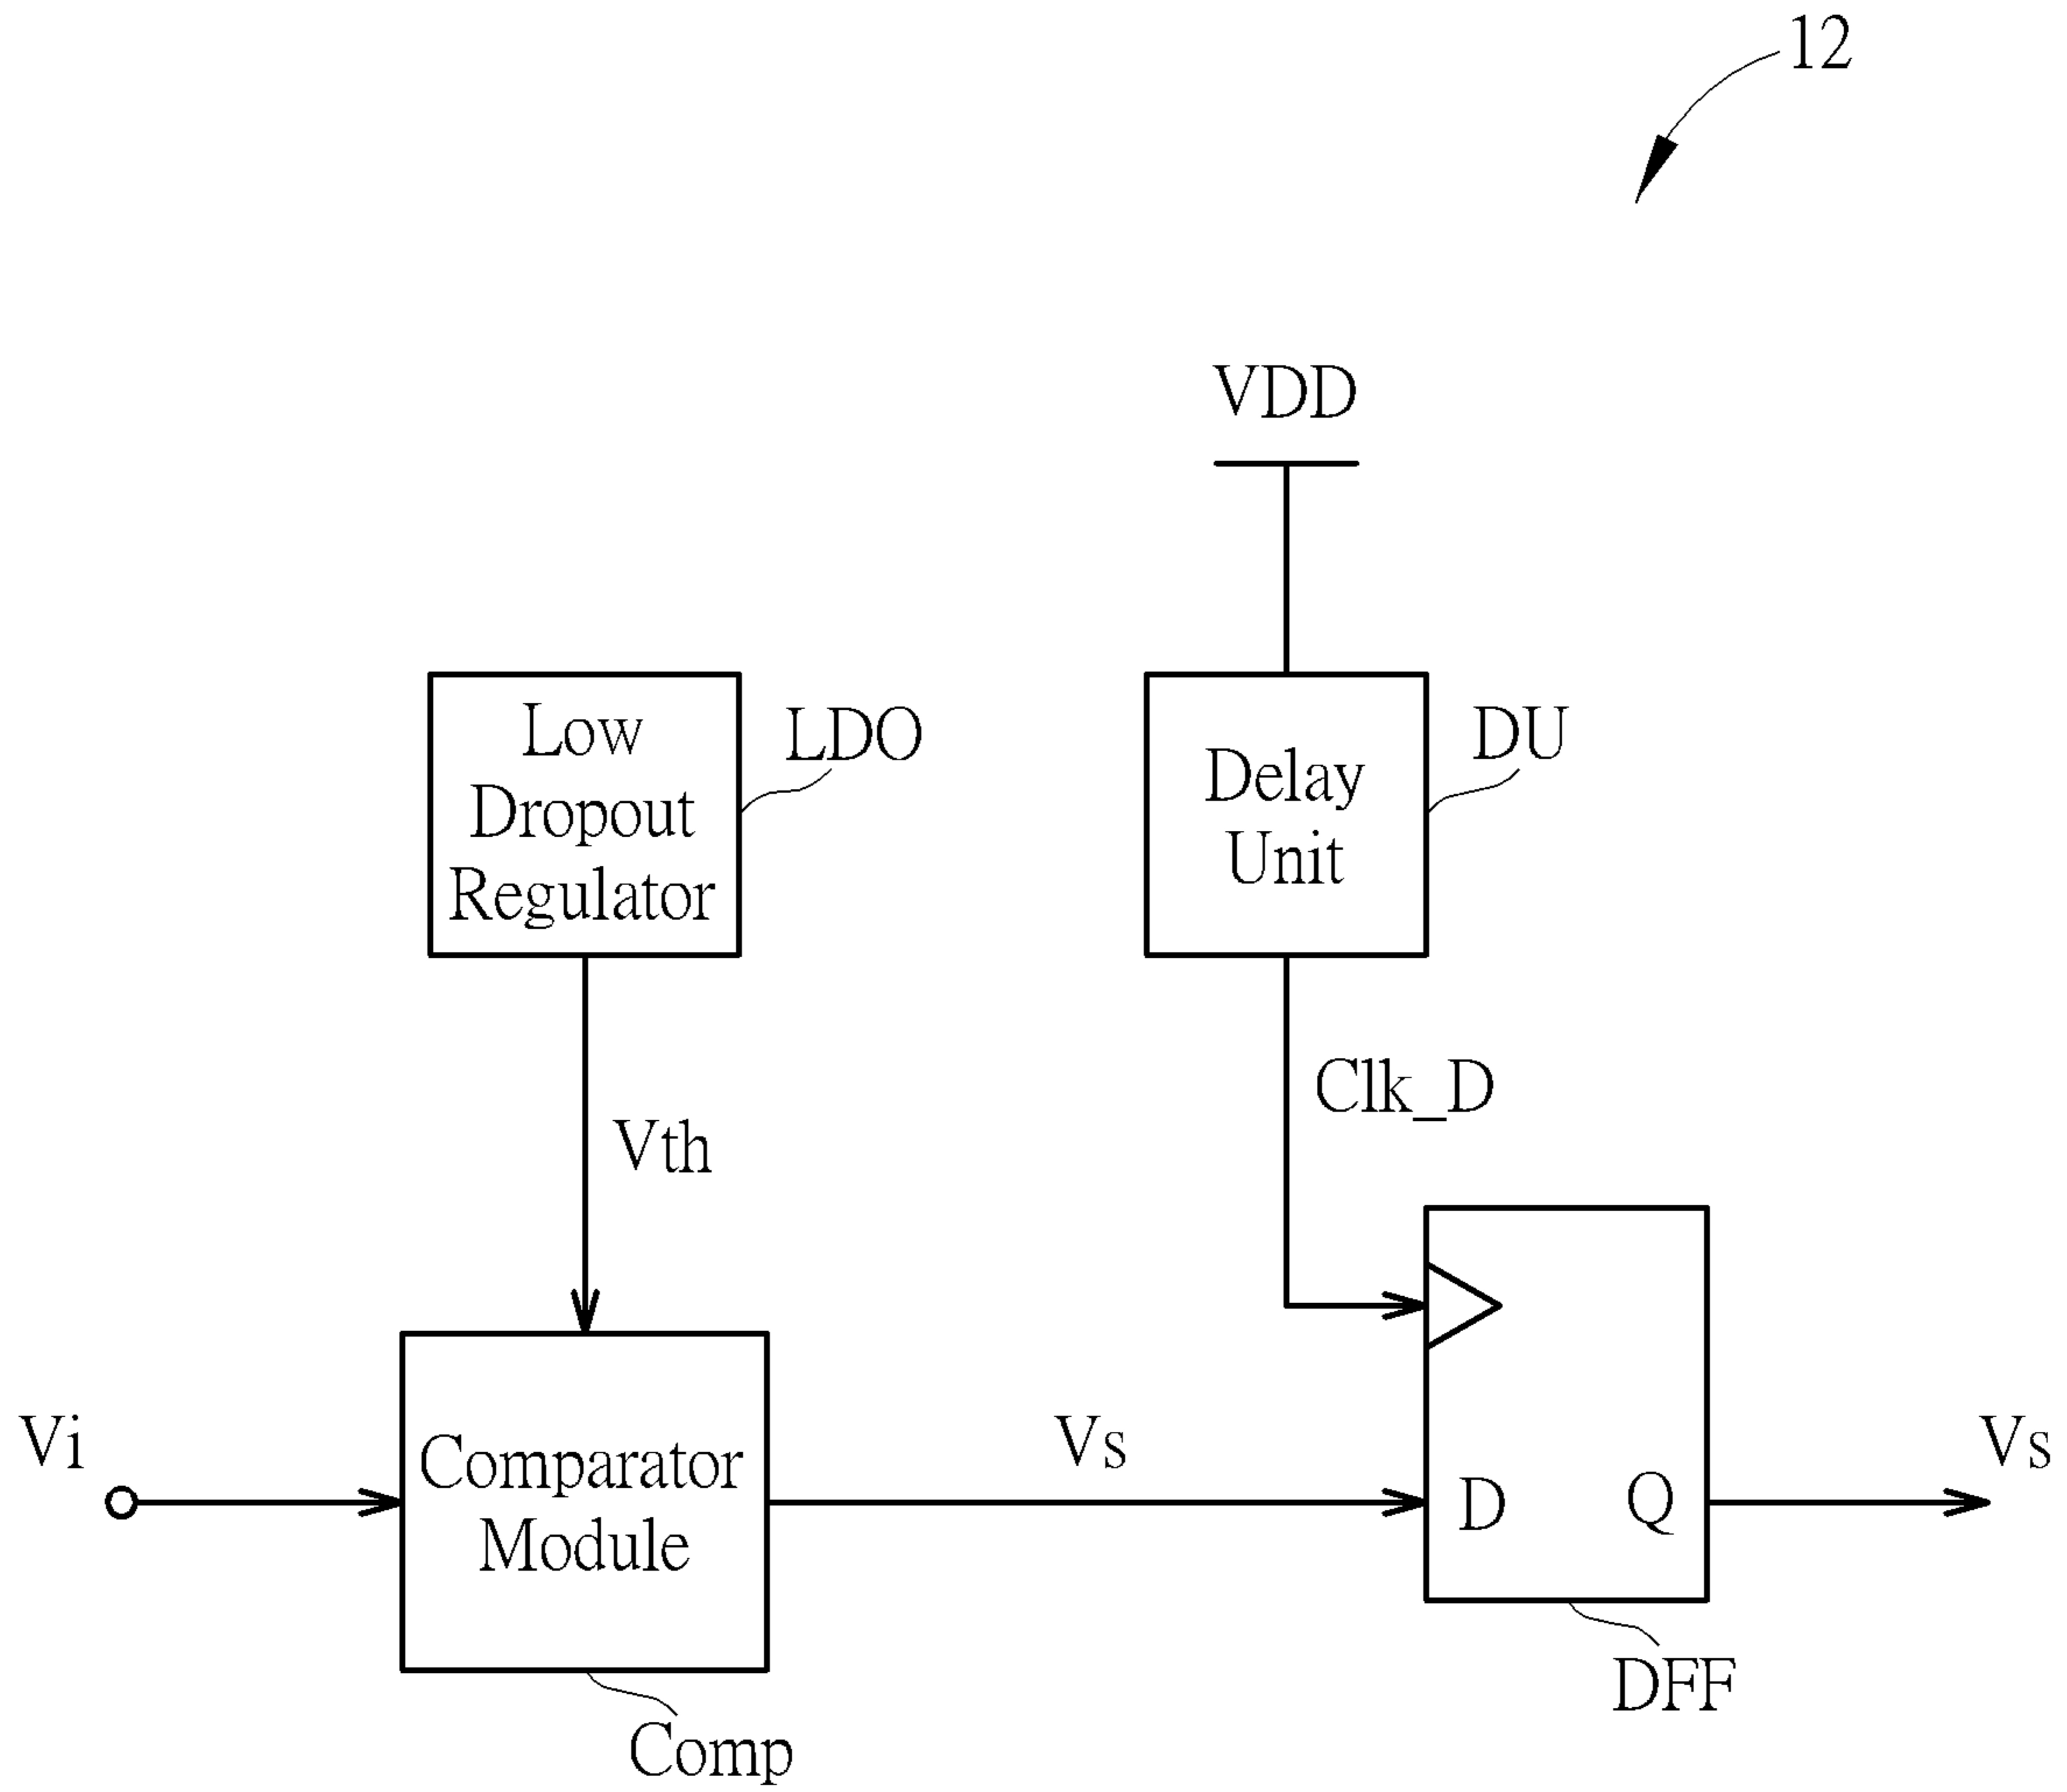 12
VDD
Low
Dropout
Regulator
LDO
Delay
Unit
DU
Clk_D
Vth
Vi
Comparator
Module
Vs
D
Q
Vs
DFF
Comp